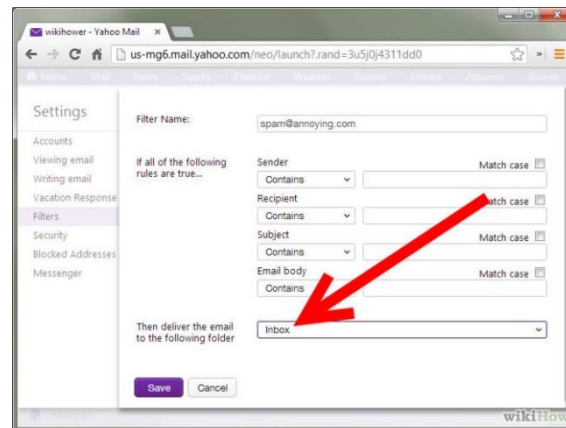 wikihower - Yahoo Mail
us-mg6.mail.yahoo.com/neo/launch?.rand=3u5j0j4311dd0
Home Mail News Sports Finance Weather Games Groups Answers Screen
Settings
Accounts
Viewing email
Writing email
Vacation Response
Filters
Security
Blocked Addresses
Messenger
Filter Name: spam@annoying.com
If all of the following
rules are true...
Sender Match case
Contains
Recipient
Contains Match case
Subject Match case
Contains
Email body Match case
Contains
Then deliver the email
to the following folder
Inbox
Save Cancel
wikiHow